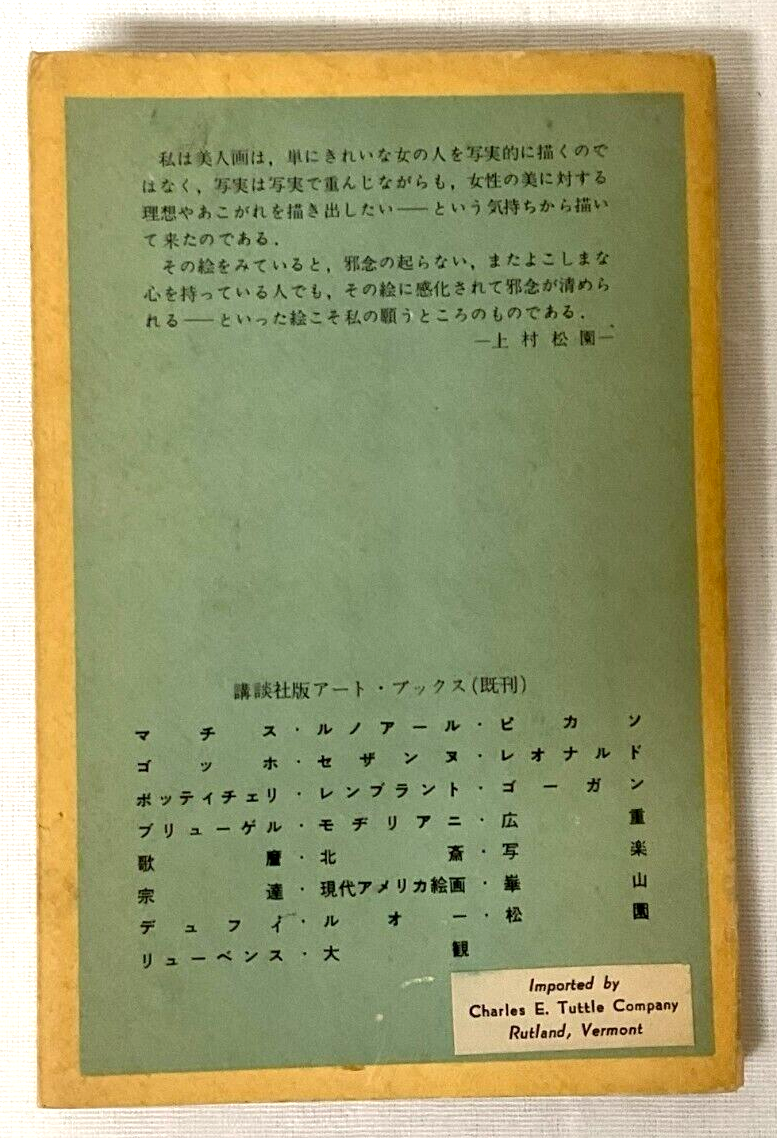 私は美人画は，単にきれいな女の人を写実的に描くので
はなく，写実は写実で重んじながらも，女性の美に対する
理想やあこがれを描き出したい——という気持ちから描い
て来たのである．
その絵をみていると，邪念の起らない，またよこしまな
心を持っている人でも，その絵に感化されて邪念が清めら
れる——といった絵こそ私の願うところのものである．
—上村松園—
講談社版アート・ブックス(既刊)
マチス・ルノアール・ピカソ
ゴッホ・セザンヌ・レオナルド
ボッティチェリ・レンブラント・ゴーガン
ブリューゲル・モヂリアニ・広重
歌麿・北斎・写楽
宗達・現代アメリカ絵画・崋山
デュフィ・ルオー・松園
リューベンス・大観
Imported by
Charles E. Tuttle Company
Rutland, Vermont